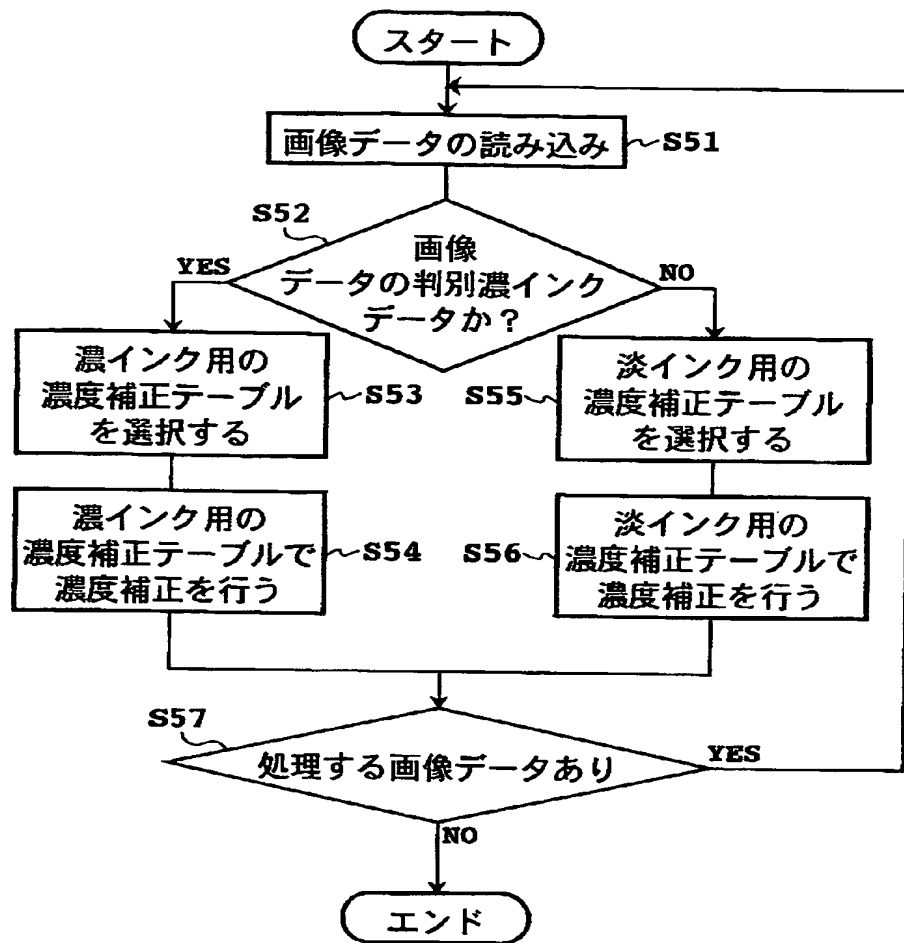 スタート
画像データの読み込み
S51
S52
画像
データの判別濃インク
データか？
YES
NO
濃インク用の
濃度補正テーブル
を選択する
S53
S55
淡インク用の
濃度補正テーブル
を選択する
濃インク用の
濃度補正テーブルで
濃度補正を行う
S54
S56
淡インク用の
濃度補正テーブルで
濃度補正を行う
S57
処理する画像データあり
YES
NO
エンド